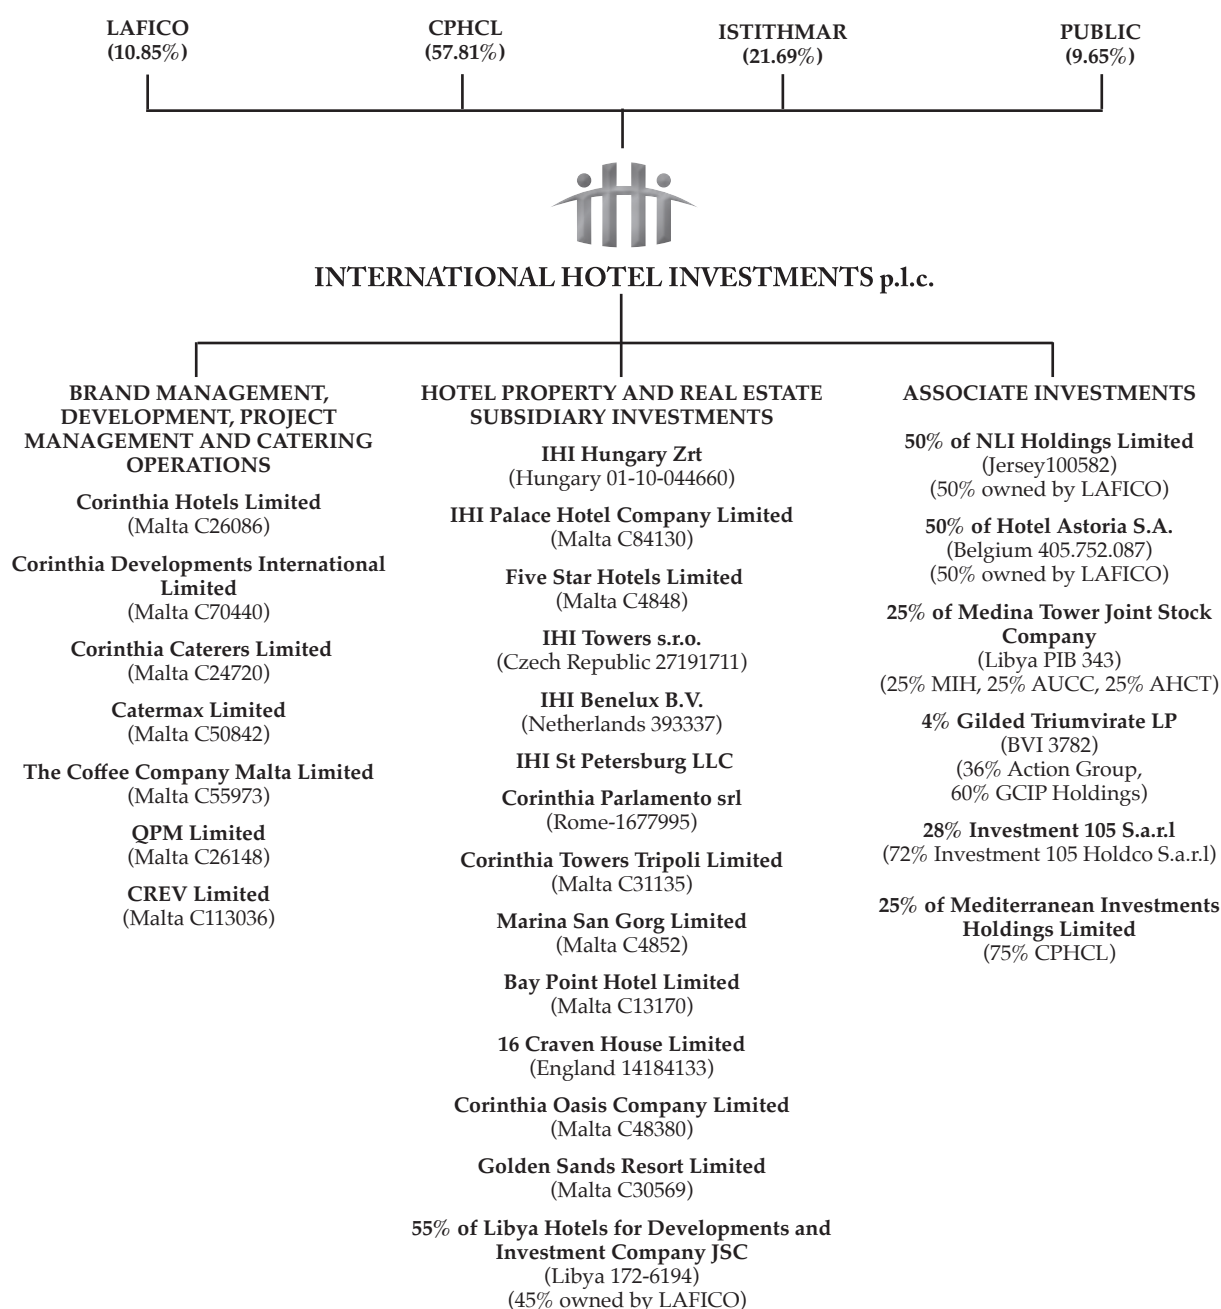 LAFICO
(10.85%)
CPHCL
(57.81%)
ISTITHMAR
(21.69%)
PUBLIC
(9.65%)
ihi
INTERNATIONAL HOTEL INVESTMENTS p.l.c.
BRAND MANAGEMENT,
DEVELOPMENT, PROJECT
MANAGEMENT AND CATERING
OPERATIONS
Corinthia Hotels Limited
(Malta C26086)
Corinthia Developments International
Limited
(Malta C70440)
Corinthia Caterers Limited
(Malta C24720)
Catermax Limited
(Malta C50842)
The Coffee Company Malta Limited
(Malta C55973)
QPM Limited
(Malta C26148)
CREV Limited
(Malta C113036)
HOTEL PROPERTY AND REAL ESTATE
SUBSIDIARY INVESTMENTS
IHI Hungary Zrt
(Hungary 01-10-044660)
IHI Palace Hotel Company Limited
(Malta C84130)
Five Star Hotels Limited
(Malta C4848)
IHI Towers s.r.o.
(Czech Republic 27191711)
IHI Benelux B.V.
(Netherlands 393337)
IHI St Petersburg LLC
Corinthia Parlamento srl
(Rome-1677995)
Corinthia Towers Tripoli Limited
(Malta C31135)
Marina San Gorg Limited
(Malta C4852)
Bay Point Hotel Limited
(Malta C13170)
16 Craven House Limited
(England 14184133)
Corinthia Oasis Company Limited
(Malta C48380)
Golden Sands Resort Limited
(Malta C30569)
55% of Libya Hotels for Developments and
Investment Company JSC
(Libya 172-6194)
(45% owned by LAFICO)
ASSOCIATE INVESTMENTS
50% of NLI Holdings Limited
(Jersey100582)
(50% owned by LAFICO)
50% of Hotel Astoria S.A.
(Belgium 405.752.087)
(50% owned by LAFICO)
25% of Medina Tower Joint Stock
Company
(Libya PIB 343)
(25% MIH, 25% AUCC, 25% AHCT)
4% Gilded Triumvirate LP
(BVI 3782)
(36% Action Group,
60% GCIP Holdings)
28% Investment 105 S.a.r.l
(72% Investment 105 Holdco S.a.r.l)
25% of Mediterranean Investments
Holdings Limited
(75% CPHCL)